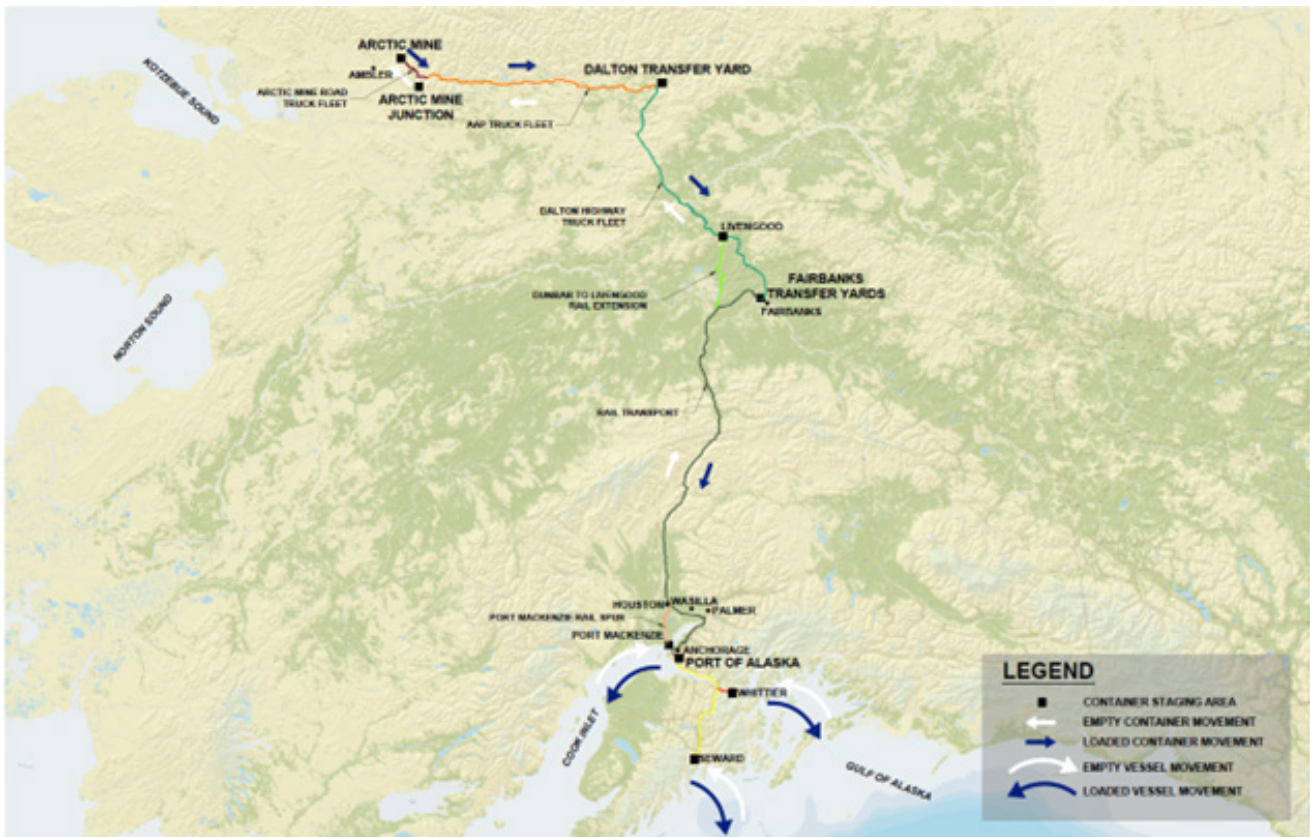 ARCTIC MINE
KOTZEBUE SOUND
AMBLER
DALTON TRANSFER YARD
ARCTIC MINE ROAD
TRUCK FLEET
ARCTIC MINE
JUNCTION
AAP TRUCK FLEET
DALTON HIGHWAY
TRUCK FLEET
LIVENGOOD
NORTON SOUND
DUNBAR TO LIVENGOOD
RAIL EXTENSION
FAIRBANKS
TRANSFER YARDS
FAIRBANKS
RAIL TRANSPORT
HOUSTON
WASILLA
PALMER
PORT MACKENZIE RAIL SPUR
PORT MACKENZIE
ANCHORAGE
PORT OF ALASKA
WHITTIER
COOK INLET
SEWARD
GULF OF ALASKA
LEGEND
CONTAINER STAGING AREA
EMPTY CONTAINER MOVEMENT
LOADED CONTAINER MOVEMENT
EMPTY VESSEL MOVEMENT
LOADED VESSEL MOVEMENT